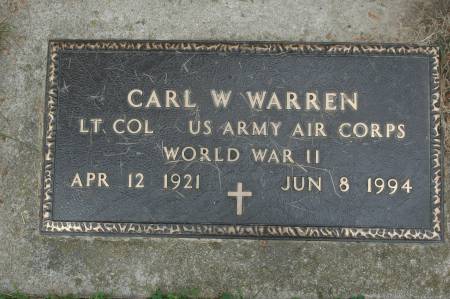 CARL W WARREN
LT COL US ARMY AIR CORPS
WORLD WAR II
APR 12 1921 JUN 8 1994